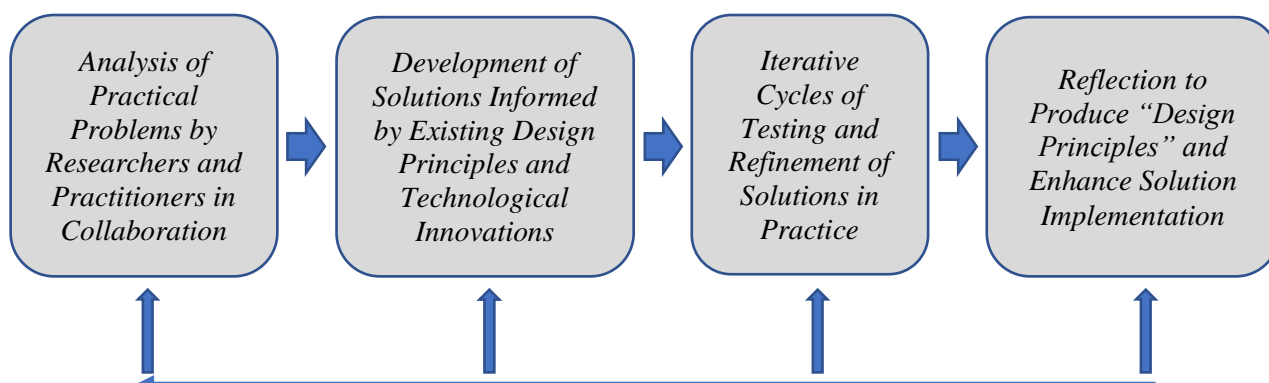 Analysis of
Practical
Problems by
Researchers and
Practitioners in
Collaboration
Development of
Solutions Informed
by Existing Design
Principles and
Technological
Innovations
Iterative
Cycles of
Testing and
Refinement of
Solutions in
Practice
Reflection to
Produce “Design
Principles” and
Enhance Solution
Implementation